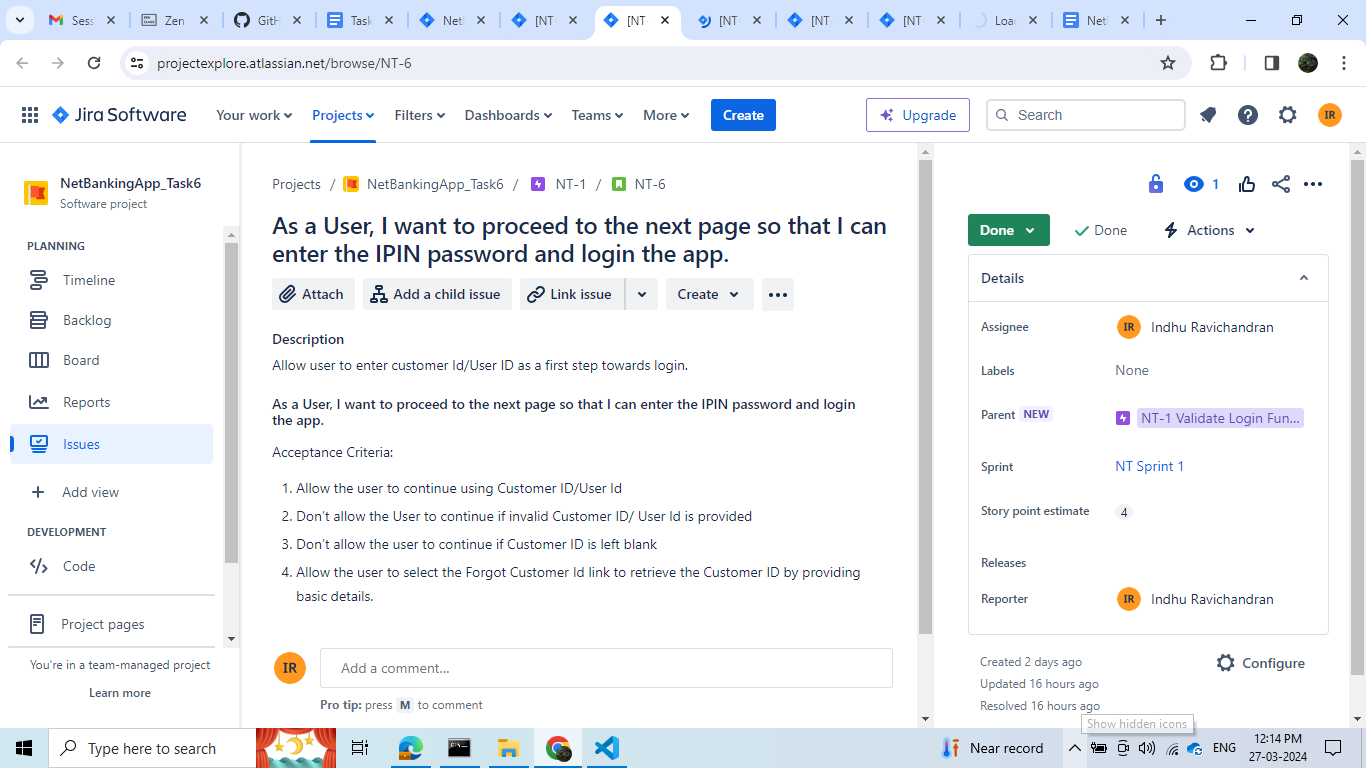 Sess
Zen
GitH
Task
Net
[NT-
[NT-
[NT-
[NT-
[NT-
Loa
Net
projectexplore.atlassian.net/browse/NT-6
Jira Software
Your work
Projects
Filters
Dashboards
Teams
More
Create
Upgrade
Search
IR
NetBankingApp_Task6
Software project
PLANNING
Timeline
Backlog
Board
Reports
Issues
Add view
DEVELOPMENT
Code
Project pages
You're in a team-managed project
Learn more
Projects / NetBankingApp_Task6 / NT-1 / NT-6
As a User, I want to proceed to the next page so that I can
enter the IPIN password and login the app.
Attach
Add a child issue
Link issue
Create
Description
Allow user to enter customer Id/User ID as a first step towards login.
As a User, I want to proceed to the next page so that I can enter the IPIN password and login
the app.
Acceptance Criteria:
1. Allow the user to continue using Customer ID/User Id
2. Don't allow the User to continue if invalid Customer ID/ User Id is provided
3. Don't allow the user to continue if Customer ID is left blank
4. Allow the user to select the Forgot Customer Id link to retrieve the Customer ID by providing
basic details.
IR
Add a comment...
Pro tip: press M to comment
1
Done
Done
Actions
Details
Assignee
IR Indhu Ravichandran
Labels
None
Parent NEW
NT-1 Validate Login Fun...
Sprint
NT Sprint 1
Story point estimate
4
Releases
Reporter
IR Indhu Ravichandran
Created 2 days ago
Updated 16 hours ago
Resolved 16 hours ago
Configure
Show hidden icons
Type here to search
Near record
ENG
12:14 PM
27-03-2024